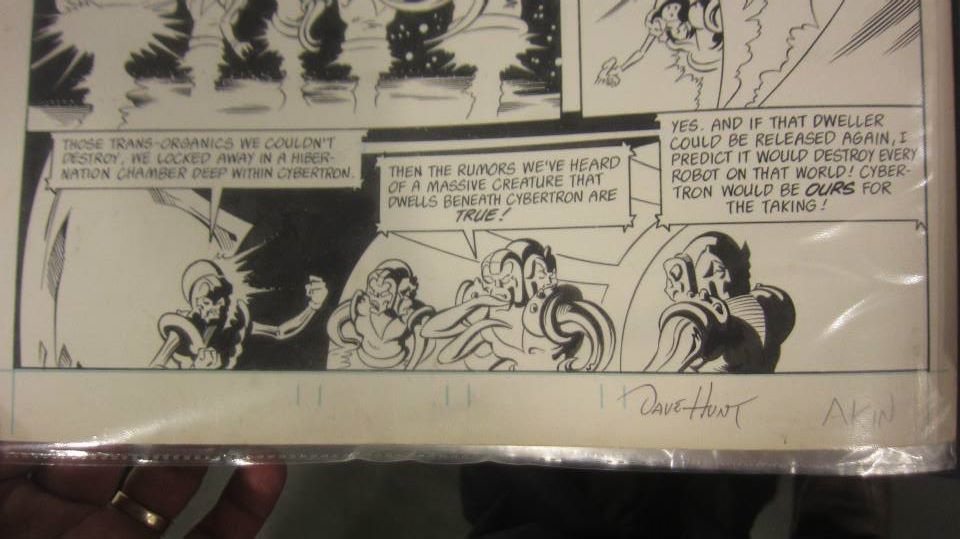 THOSE TRANS-ORGANICS WE COULDN'T
DESTROY, WE LOCKED AWAY IN A HIBER-
NATION CHAMBER DEEP WITHIN CYBERTRON.
THEN THE RUMORS WE'VE HEARD
OF A MASSIVE CREATURE THAT
DWELLS BENEATH CYBERTRON ARE
TRUE!
YES. AND IF THAT DWELLER
COULD BE RELEASED AGAIN, I
PREDICT IT WOULD DESTROY EVERY
ROBOT ON THAT WORLD! CYBER-
TRON WOULD BE OURS FOR
THE TAKING!
DAVE HUNT
AKIN